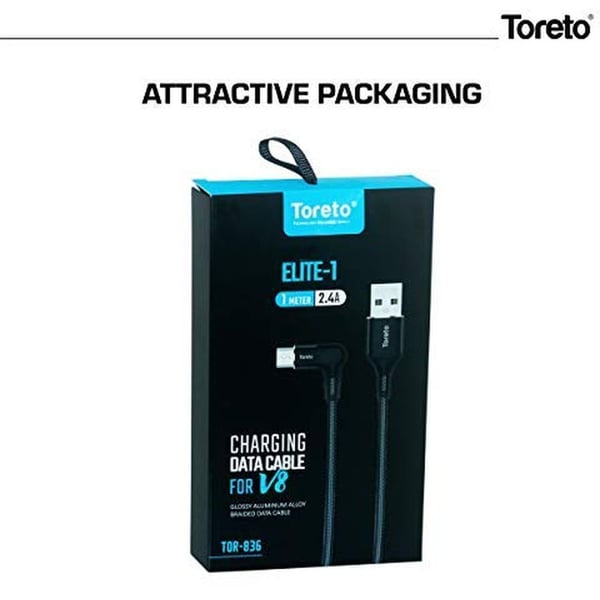 Toreto®
ATTRACTIVE PACKAGING
Toreto®
ELITE-1
1 METER 2.4A
Toreto
Toreto
CHARGING
DATA CABLE
FOR V8
GLOSSY ALUMINIUM ALLOY
BRAIDED DATA CABLE
TOR-836